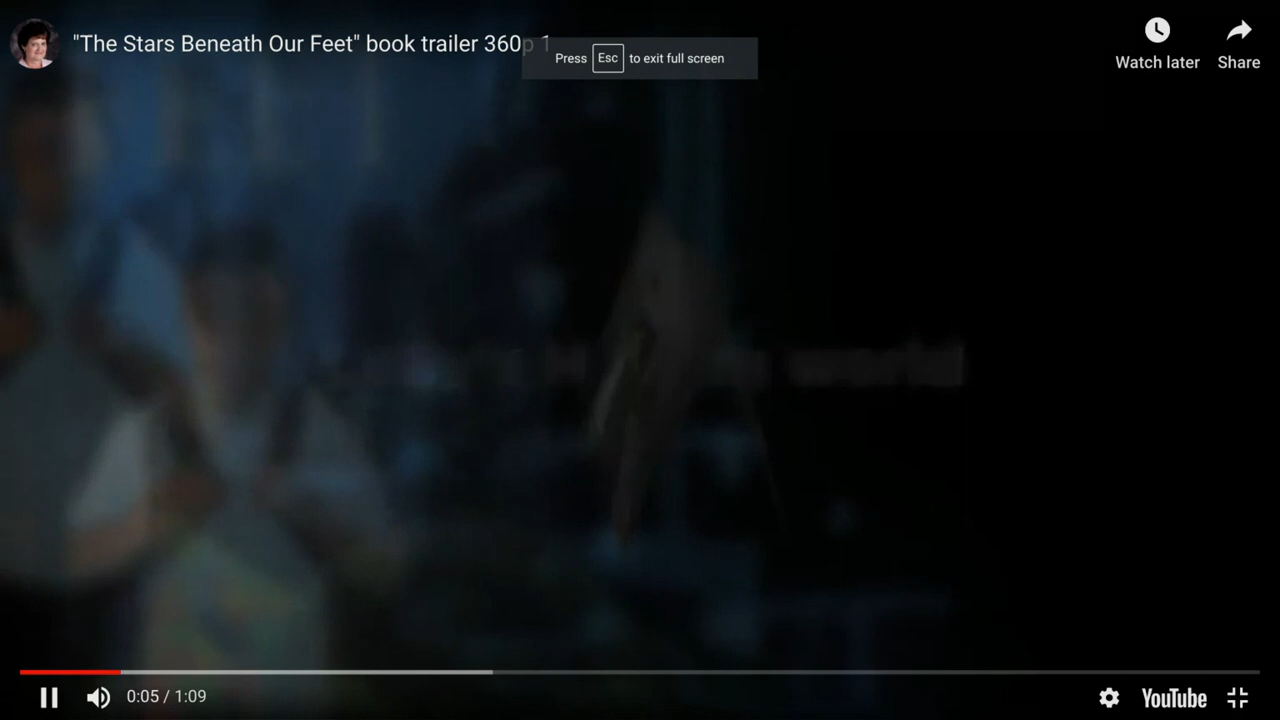 "The Stars Beneath Our Feet" book trailer 360p 1
Press Esc to exit full screen
Watch later
Share
world
0:05 / 1:09
YouTube